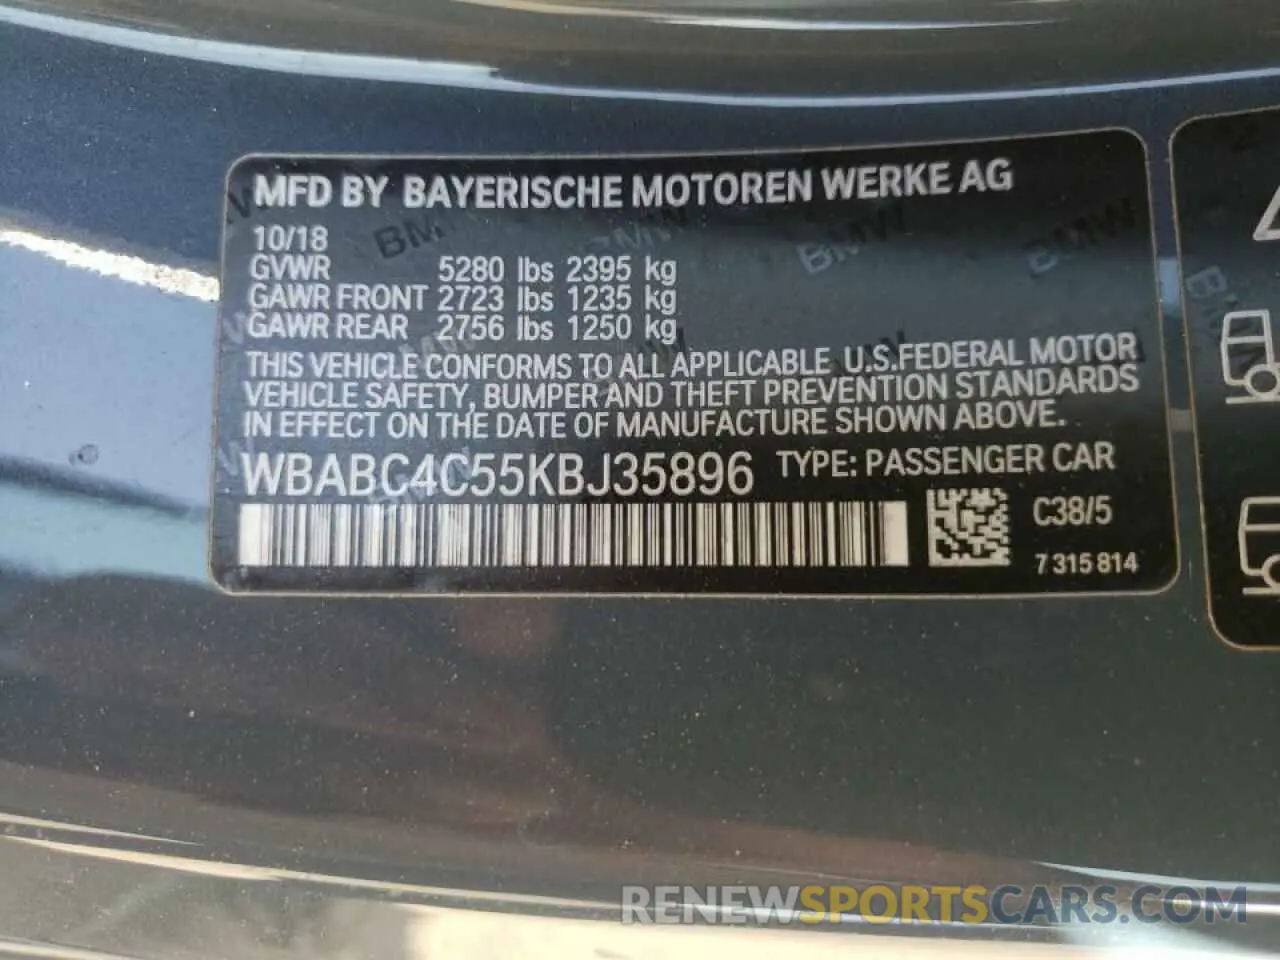 MFD BY BAYERISCHE MOTOREN WERKE AG
10/18
GVWR 5280 lbs 2395 kg
GAWR FRONT 2723 lbs 1235 kg
GAWR REAR 2756 lbs 1250 kg
THIS VEHICLE CONFORMS TO ALL APPLICABLE U.S.FEDERAL MOTOR
VEHICLE SAFETY, BUMPER AND THEFT PREVENTION STANDARDS
IN EFFECT ON THE DATE OF MANUFACTURE SHOWN ABOVE.
WBABC4C55KBJ35896 TYPE: PASSENGER CAR
C38/5
7 315 814
RENEWSPORTSCARS.COM